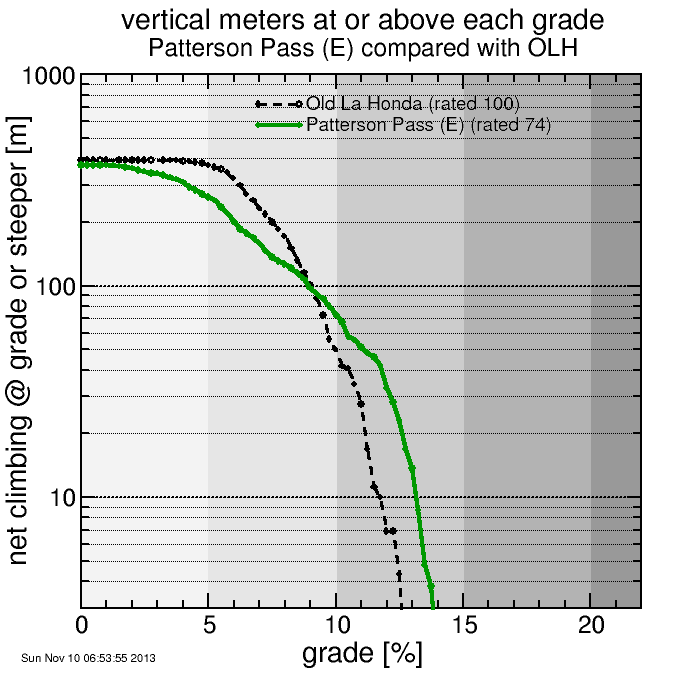 vertical meters at or above each grade
Patterson Pass (E) compared with OLH
1000
Old La Honda (rated 100)
Patterson Pass (E) (rated 74)
100
10
net climbing @ grade or steeper [m]
0 5 10 15 20
grade [%]
Sun Nov 10 06:53:55 2013